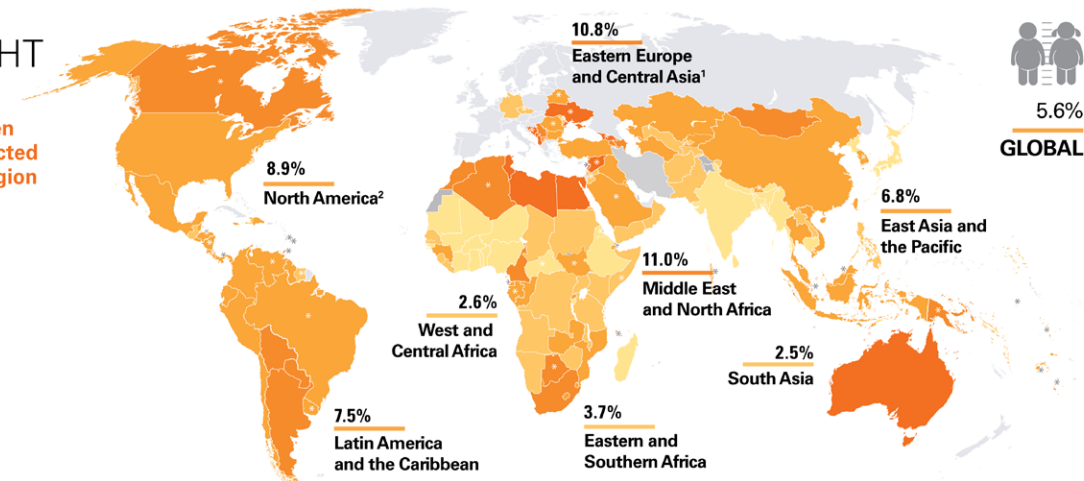 HT
en
cted
gion
10.8%
Eastern Europe
and Central Asia¹
5.6%
GLOBAL
8.9%
North America²
6.8%
East Asia and
the Pacific
11.0%
Middle East
and North Africa
2.6%
West and
Central Africa
2.5%
South Asia
7.5%
Latin America
and the Caribbean
3.7%
Eastern and
Southern Africa